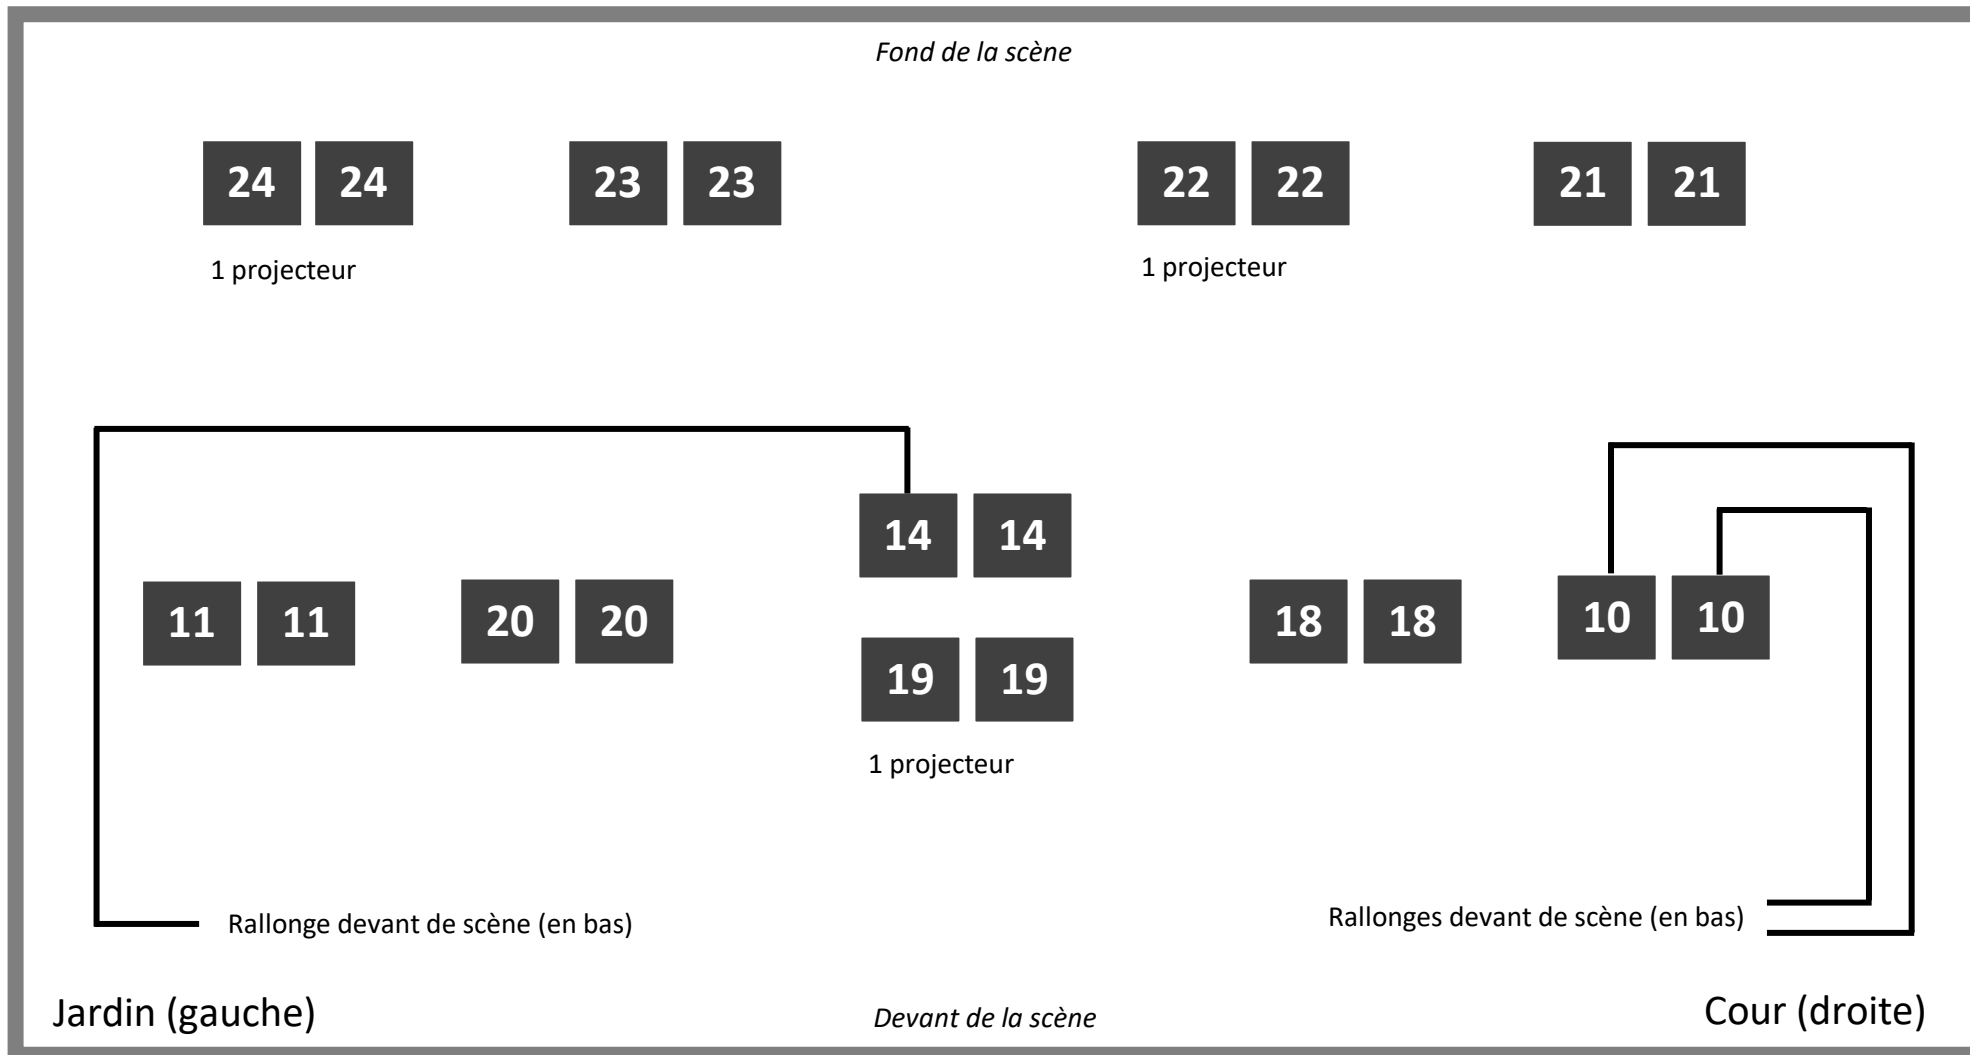 Fond de la scène
24 24 23 23 22 22 21 21
1 projecteur 1 projecteur
14 14
11 11 20 20 18 18 10 10
19 19
1 projecteur
Rallonge devant de scène (en bas) Rallonges devant de scène (en bas)
Jardin (gauche) Devant de la scène Cour (droite)